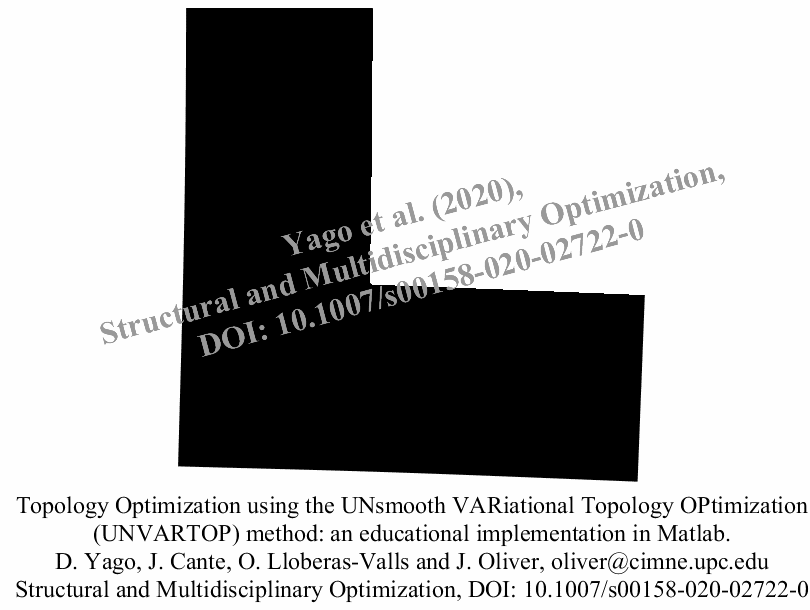 Yago et al. (2020),
Structural and Multidisciplinary Optimization,
DOI: 10.1007/s00158-020-02722-0
Topology Optimization using the UNsmooth VARiational Topology OPtimization
(UNVARTOP) method: an educational implementation in Matlab.
D. Yago, J. Cante, O. Lloberas-Valls and J. Oliver, oliver@cimne.upc.edu
Structural and Multidisciplinary Optimization, DOI: 10.1007/s00158-020-02722-0